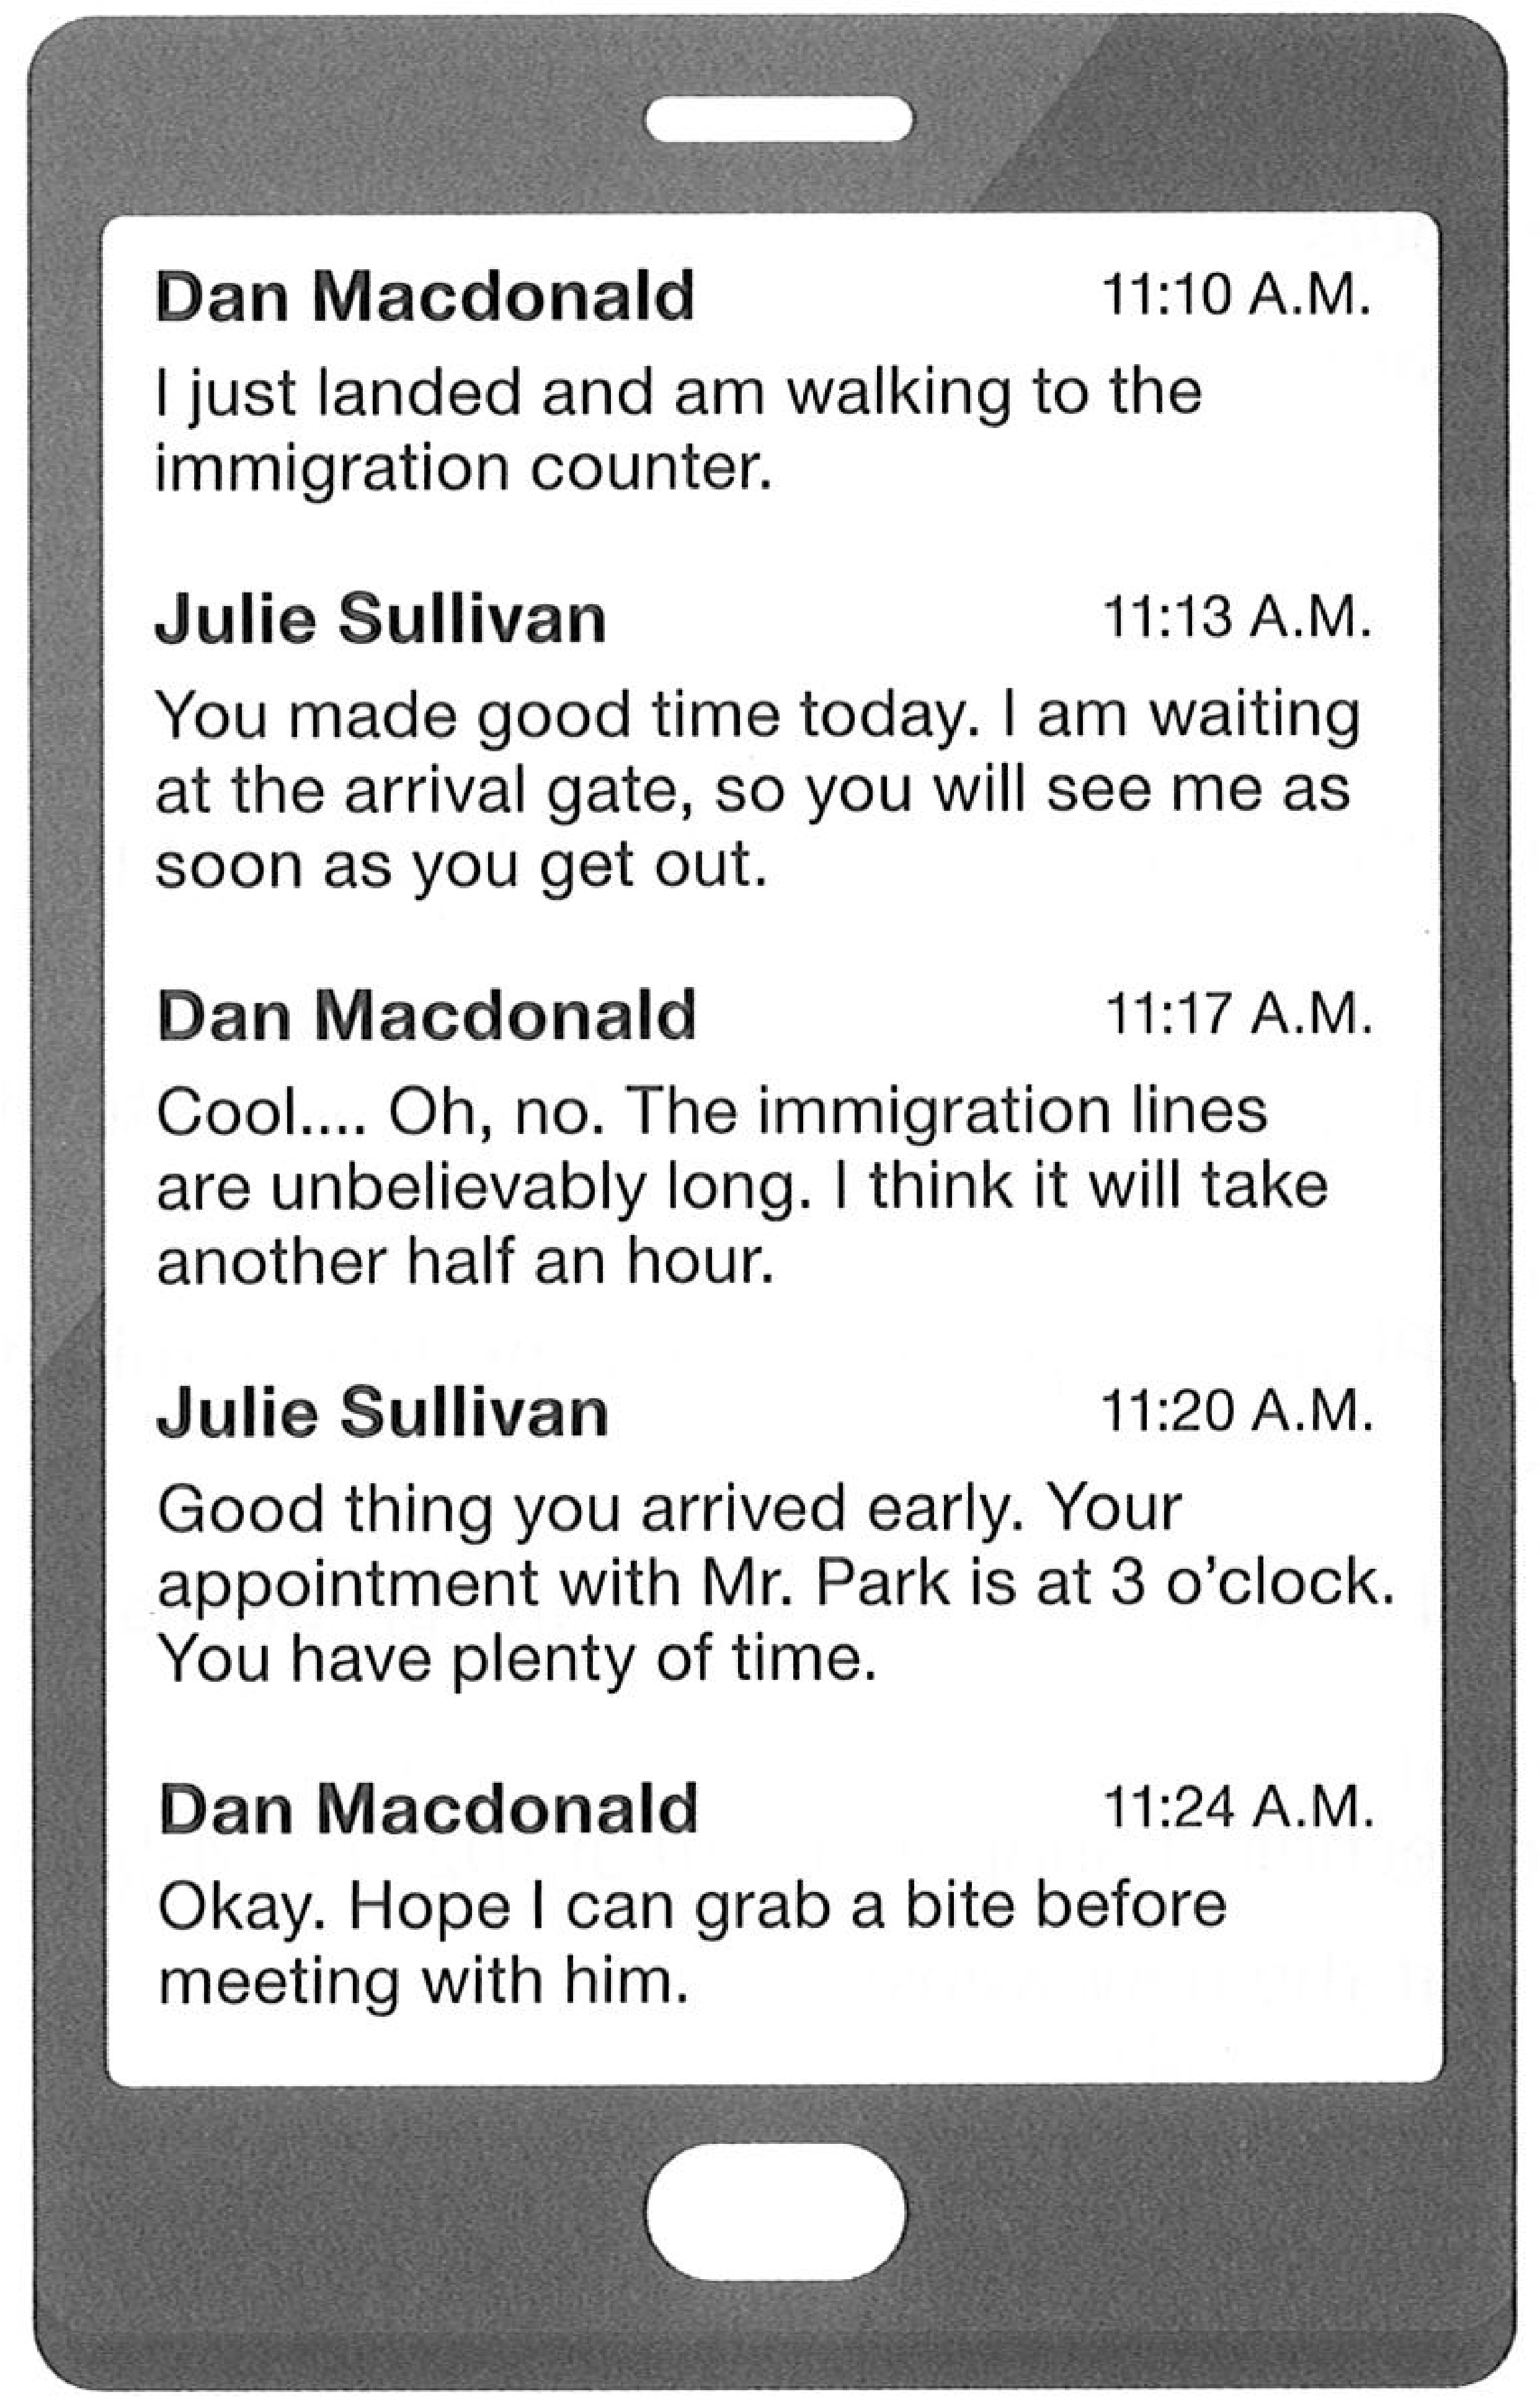 Dan Macdonald 11:10 A.M.
I just landed and am walking to the
immigration counter.
Julie Sullivan 11:13 A.M.
You made good time today. I am waiting
at the arrival gate, so you will see me as
soon as you get out.
Dan Macdonald 11:17 A.M.
Cool.... Oh, no. The immigration lines
are unbelievably long. I think it will take
another half an hour.
Julie Sullivan 11:20 A.M.
Good thing you arrived early. Your
appointment with Mr. Park is at 3 o'clock.
You have plenty of time.
Dan Macdonald 11:24 A.M.
Okay. Hope I can grab a bite before
meeting with him.